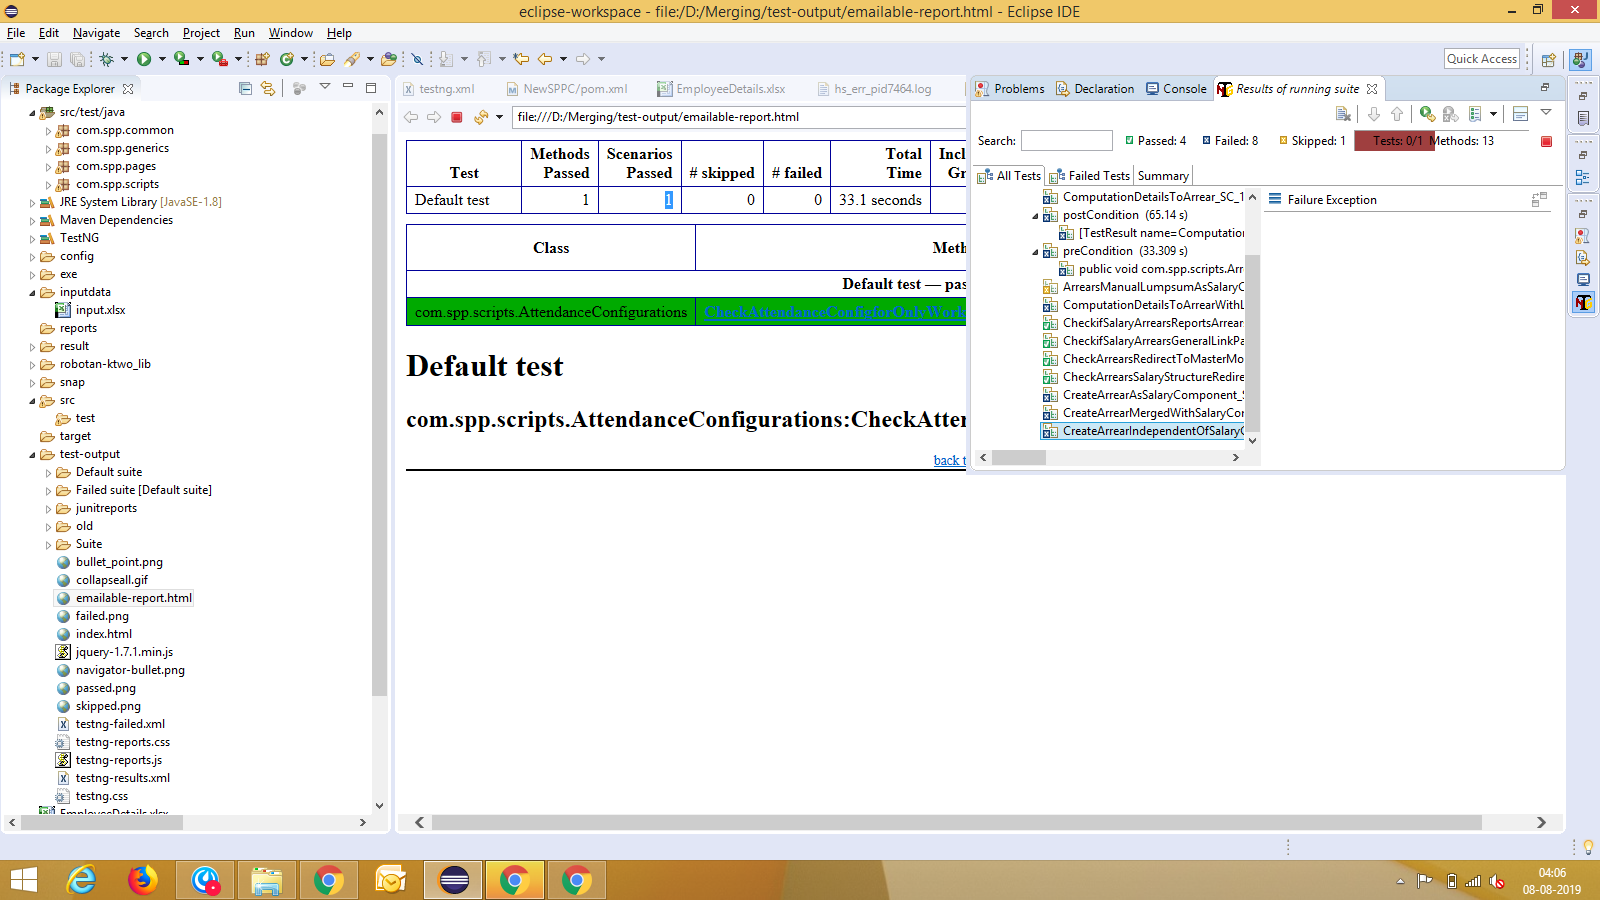 eclipse-workspace - file:/D:/Merging/test-output/emailable-report.html - Eclipse IDE
File Edit Navigate Search Project Run Window Help
Quick Access
Package Explorer
src/test/java
com.spp.common
com.spp.generics
com.spp.pages
com.spp.scripts
JRE System Library [JavaSE-1.8]
Maven Dependencies
TestNG
config
exe
inputdata
input.xlsx
reports
result
robotan-ktwo_lib
snap
src
test
target
test-output
Default suite
Failed suite [Default suite]
junitreports
old
Suite
bullet_point.png
collapseall.gif
emailable-report.html
failed.png
index.html
jquery-1.7.1.min.js
navigator-bullet.png
passed.png
skipped.png
testng-failed.xml
testng-reports.css
testng-reports.js
testng-results.xml
testng.css
EmployeeDetails.xlsx
testng.xml NewSPPC/pom.xml EmployeeDetails.xlsx hs_err_pid7464.log
file:///D:/Merging/test-output/emailable-report.html
Test Methods Passed Scenarios Passed # skipped # failed Total Time Incl Gr
Default test 1 1 0 0 33.1 seconds
Class Meth
Default test — pas
com.spp.scripts.AttendanceConfigurations CheckAttendanceConfigforOnlyWork
Default test
com.spp.scripts.AttendanceConfigurations:CheckAtten
back t
Problems Declaration Console Results of running suite
Search: Passed: 4 Failed: 8 Skipped: 1 Tests: 0/1 Methods: 13
All Tests Failed Tests Summary
ComputationDetailsToArrear_SC_1
postCondition (65.14 s)
[TestResult name=Computation
preCondition (33.309 s)
public void com.spp.scripts.Arr
ArrearsManualLumpsumAsSalaryC
ComputationDetailsToArrearWithL
CheckifSalaryArrearsReportsArrear
CheckifSalaryArrearsGeneralLinkPa
CheckArrearsRedirectToMasterMo
CheckArrearsSalaryStructureRedire
CreateArrearAsSalaryComponent_S
CreateArrearMergedWithSalaryCor
CreateArrearIndependentOfSalaryC
Failure Exception
04:06
08-08-2019